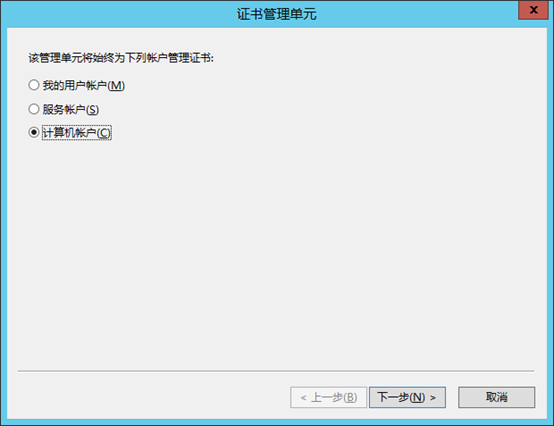 证书管理单元
x
该管理单元将始终为下列帐户管理证书:
我的用户帐户(M)
服务帐户(S)
计算机帐户(C)
< 上一步(B) 下一步(N) > 取消